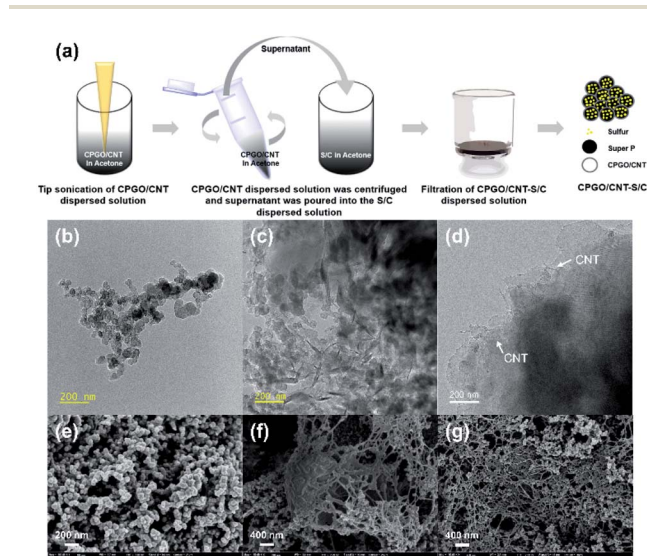 (a)
Supernatant
CPGO/CNT
In Acetone
CPGO/CNT
In Acetone
S/C in Acetone
Sulfur
Super P
CPGO/CNT
Tip sonication of CPGO/CNT
dispersed solution
CPGO/CNT dispersed solution was centrifuged
and supernatant was poured into the S/C
dispersed solution
Filtration of CPGO/CNT-S/C
dispersed solution
CPGO/CNT-S/C
(b)
200 nm
(c)
200 nm
(d)
CNT
CNT
200 nm
(e)
200 nm
(f)
400 nm
(g)
400 nm